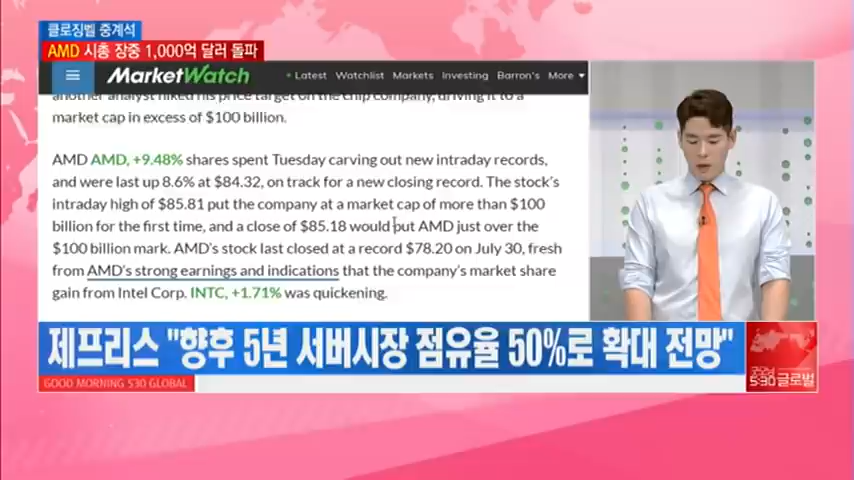 클로징벨 중계석
AMD 시총 장중 1,000억 달러 돌파
MarketWatch
Latest Watchlist Markets Investing Barron's More
another analyst hiked his price target on the chip company, driving it to a
market cap in excess of $100 billion.
AMD AMD, +9.48% shares spent Tuesday carving out new intraday records,
and were last up 8.6% at $84.32, on track for a new closing record. The stock's
intraday high of $85.81 put the company at a market cap of more than $100
billion for the first time, and a close of $85.18 would put AMD just over the
$100 billion mark. AMD's stock last closed at a record $78.20 on July 30, fresh
from AMD's strong earnings and indications that the company's market share
gain from Intel Corp. INTC, +1.71% was quickening.
제프리스 "향후 5년 서버시장 점유율 50%로 확대 전망"
GOOD MORNING 530 GLOBAL
굿모닝
5:30 글로벌